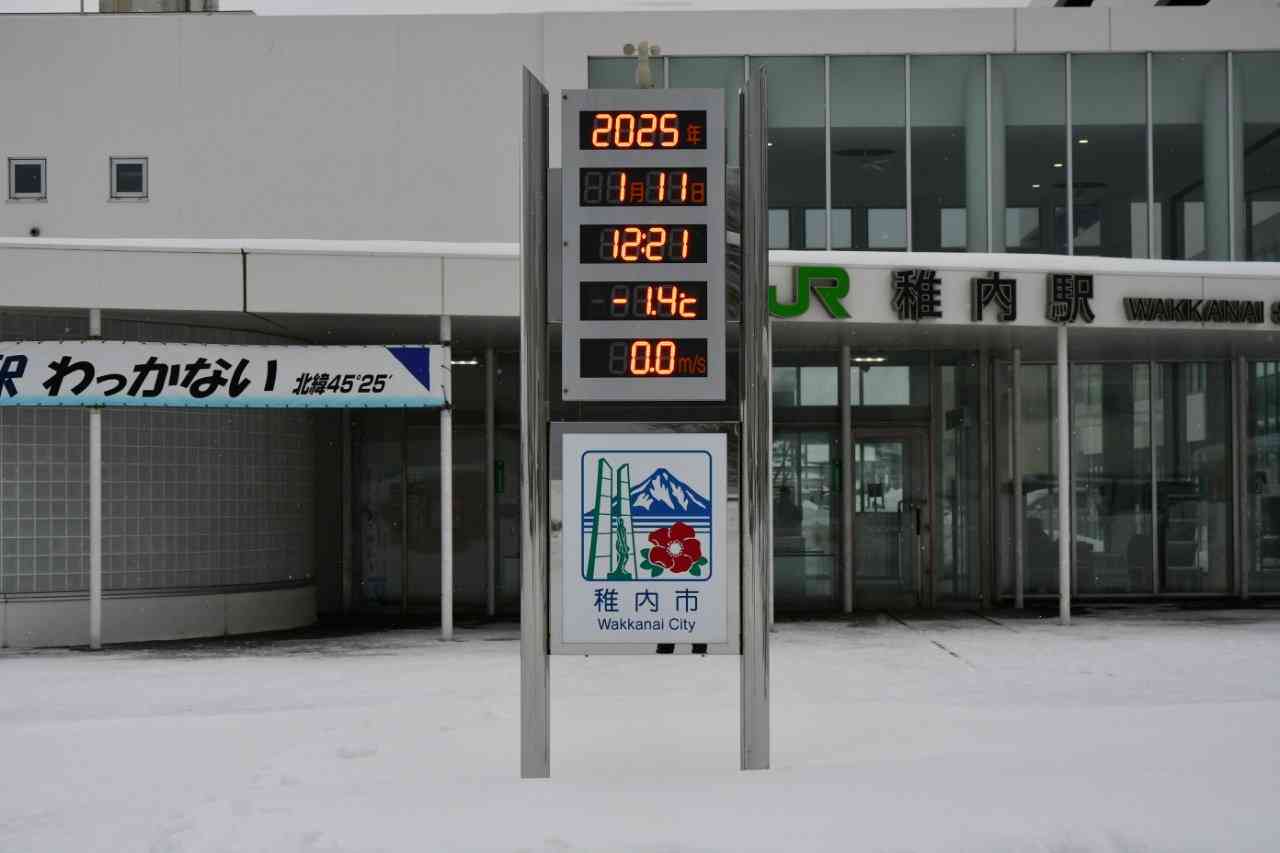 2025年
1月11日
12:21
-1.4℃
0.0m/s
JR 稚内駅 WAKKANAI S
駅 わっかない 北緯45°25′
稚内市
Wakkanai City